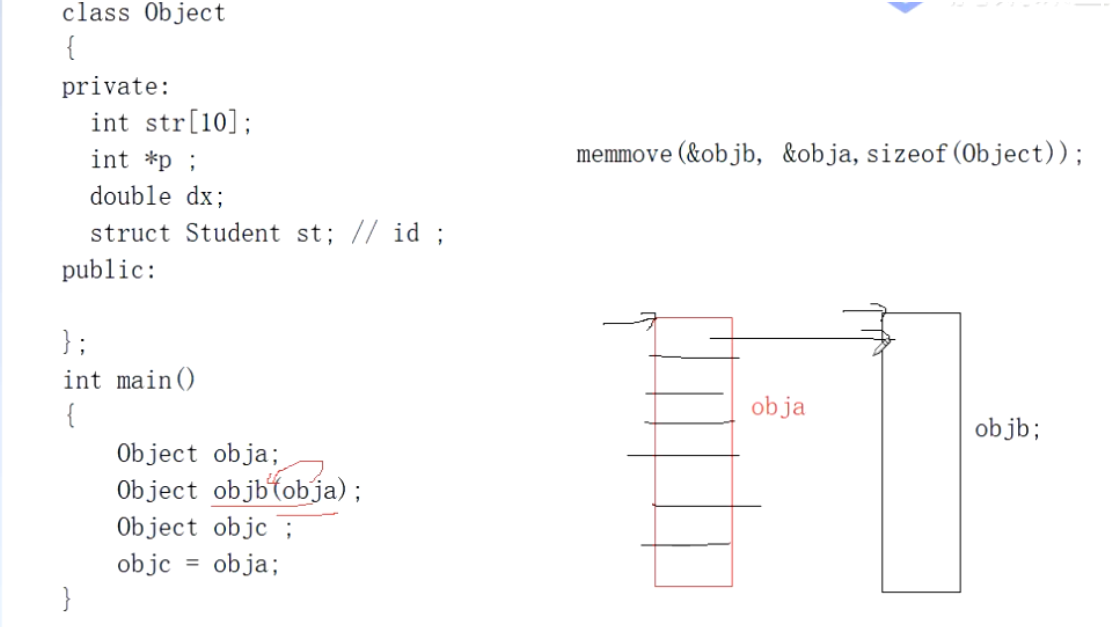 class Object
{
private:
int str[10];
int *p ;
double dx;
struct Student st; // id ;
public:
};
int main()
{
Object obja;
Object objb(obja);
Object objc ;
objc = obja;
}
memmove(&objb, &obja,sizeof(Object));
obja
objb;